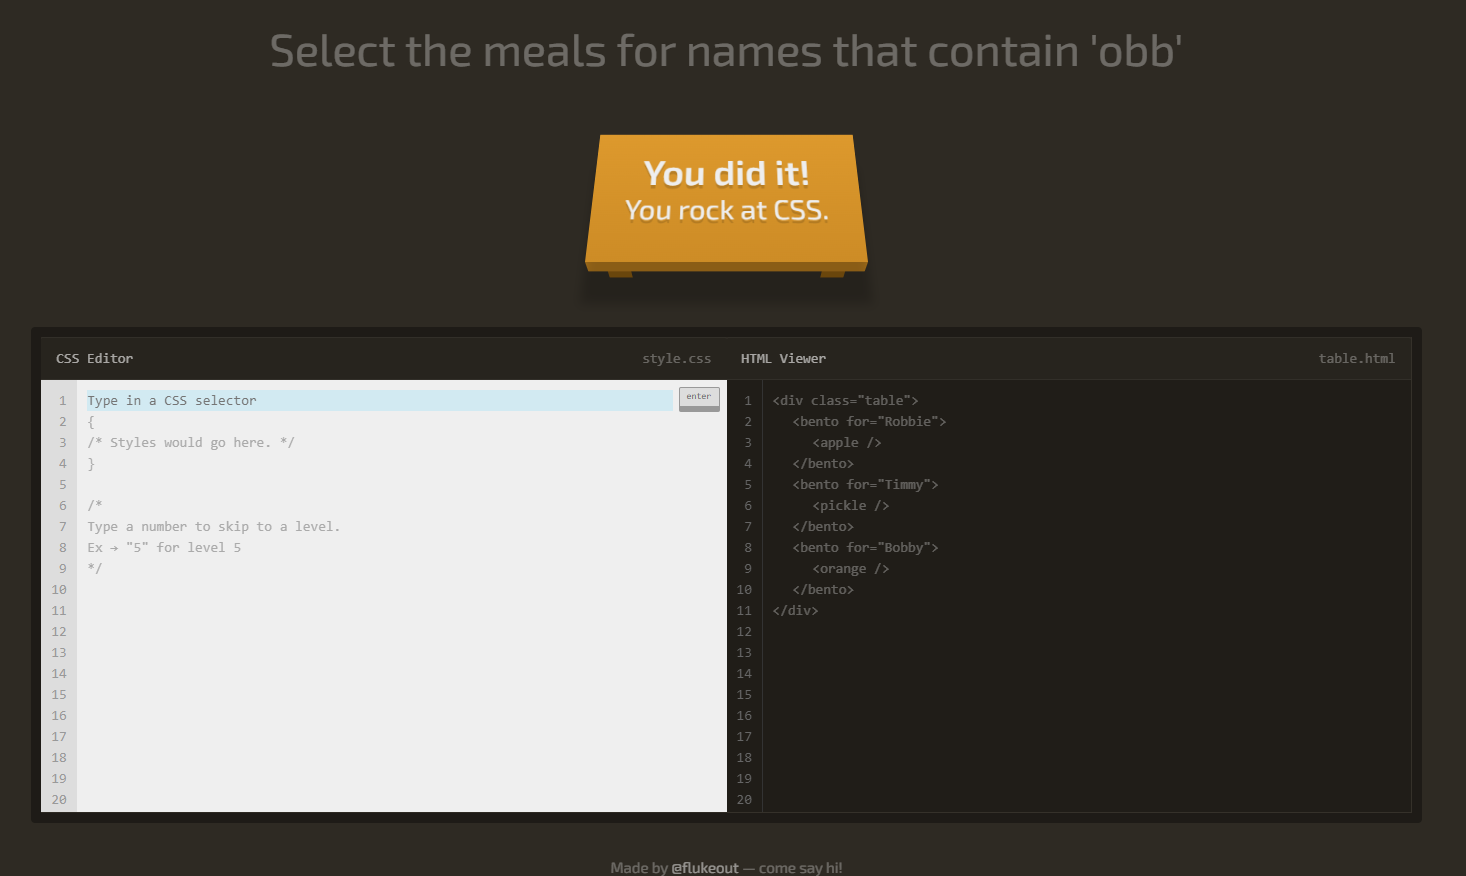 Select the meals for names that contain 'obb'
You did it!
You rock at CSS.
CSS Editor style.css
1 Type in a CSS selector enter
2 {
3 /* Styles would go here. */
4 }
5
6 /*
7 Type a number to skip to a level.
8 Ex → "5" for level 5
9 */
10
11
12
13
14
15
16
17
18
19
20
HTML Viewer table.html
1 <div class="table">
2 <bento for="Robbie">
3 <apple />
4 </bento>
5 <bento for="Timmy">
6 <pickle />
7 </bento>
8 <bento for="Bobby">
9 <orange />
10 </bento>
11 </div>
12
13
14
15
16
17
18
19
20
Made by @flukeout — come say hi!